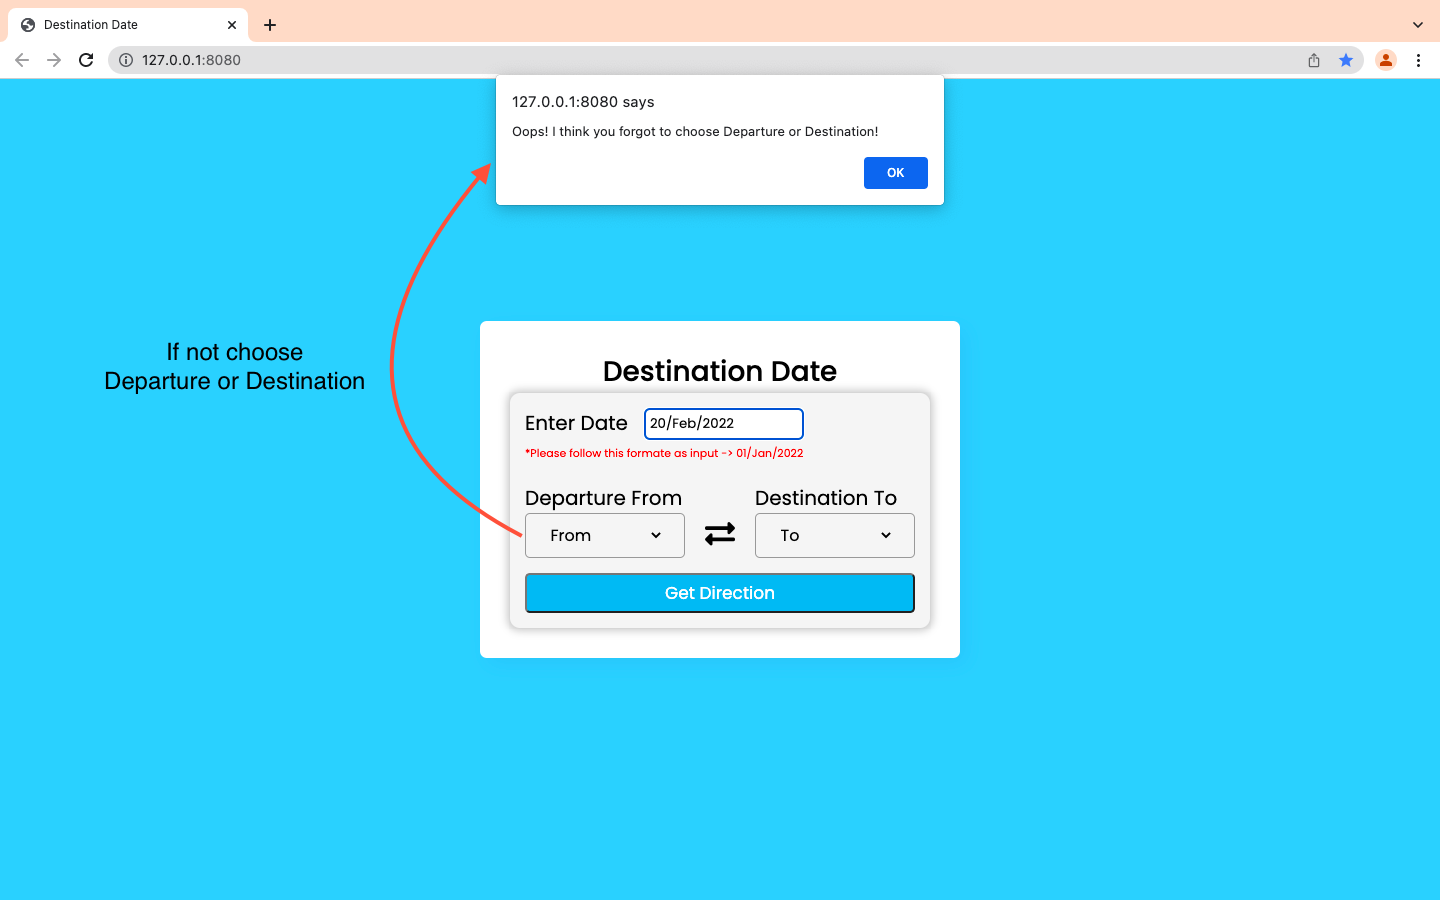 Destination Date
127.0.0.1:8080
127.0.0.1:8080 says
Oops! I think you forgot to choose Departure or Destination!
OK
If not choose
Departure or Destination
Destination Date
Enter Date 20/Feb/2022
*Please follow this formate as input -> 01/Jan/2022
Departure From Destination To
From To
Get Direction